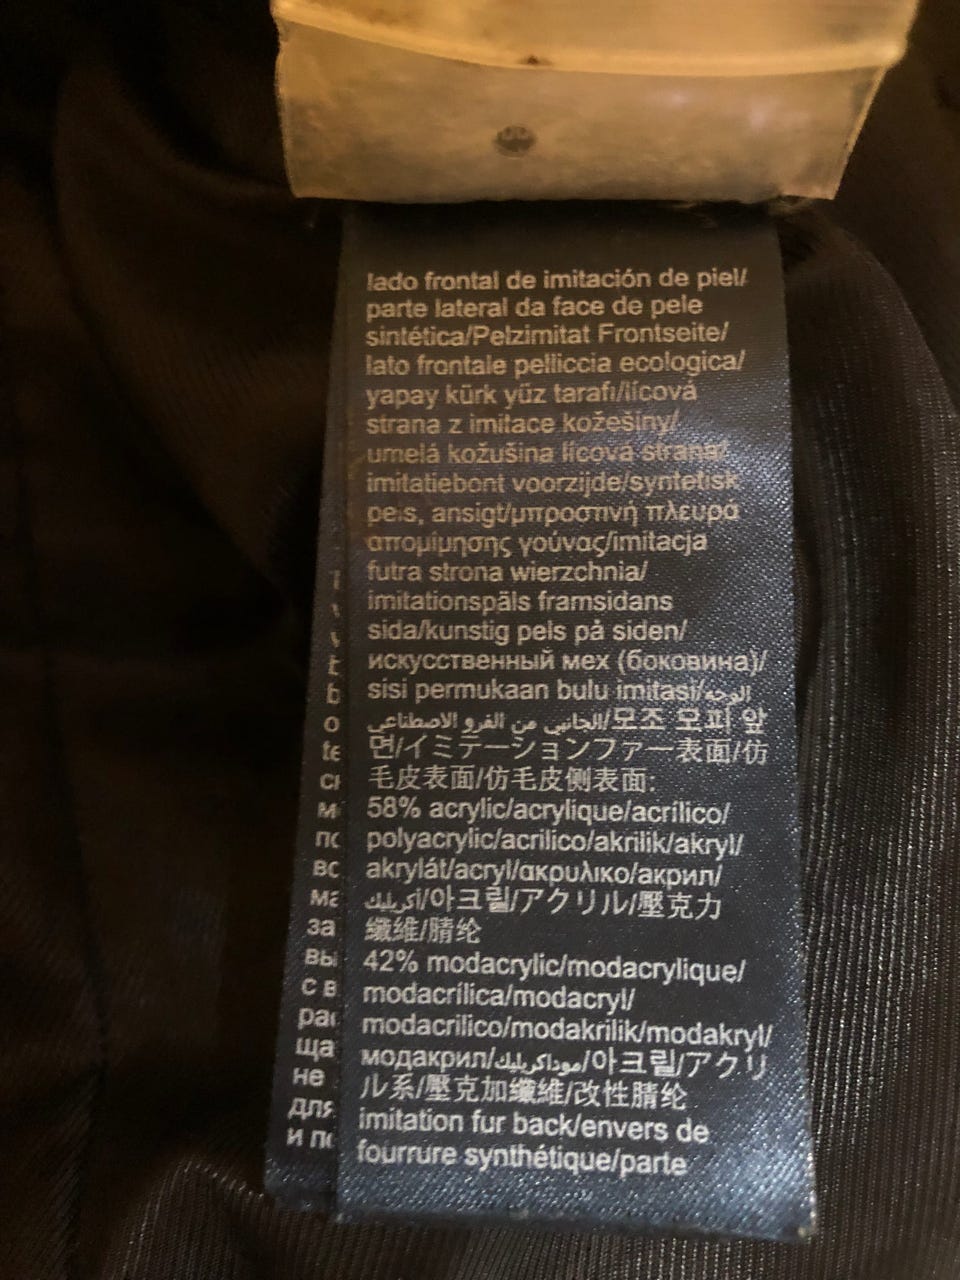 lado frontal de imitación de piel/
parte lateral da face de pele
sintética/Pelzimitat Frontseite/
lato frontale pelliccia ecologica/
yapay kürk yüz tarafı/lícová
strana z imitace kožešiny/
umelá kožušina lícová strana/
imitatiebont voorzijde/syntetisk
pels, ansigt/μπροστινή πλευρά
απομίμησης γούνας/imitacja
futra strona wierzchnia/
imitationspäls framsidans
sida/kunstig pels på siden/
искусственный мех (боковина)/
sisi permukaan bulu imitasi/الوجه
الجانبي من الفرو الاصطناعي/모조 모피 앞
면/イミテーションファー表面/仿
毛皮表面/仿毛皮侧表面:
58% acrylic/acrylique/acrílico/
polyacrylic/acrilico/akrilik/akryl/
akrylát/acryl/ακρυλικο/акрил/
أكريليك/아크릴/アクリル/壓克力
纖維/腈纶
42% modacrylic/modacrylique/
modacrílica/modacryl/
modacrilico/modakrilik/modakryl/
модакрил/موداكريليك/아크릴/アクリ
ル系/壓克加纖維/改性腈纶
imitation fur back/envers de
fourrure synthétique/parte